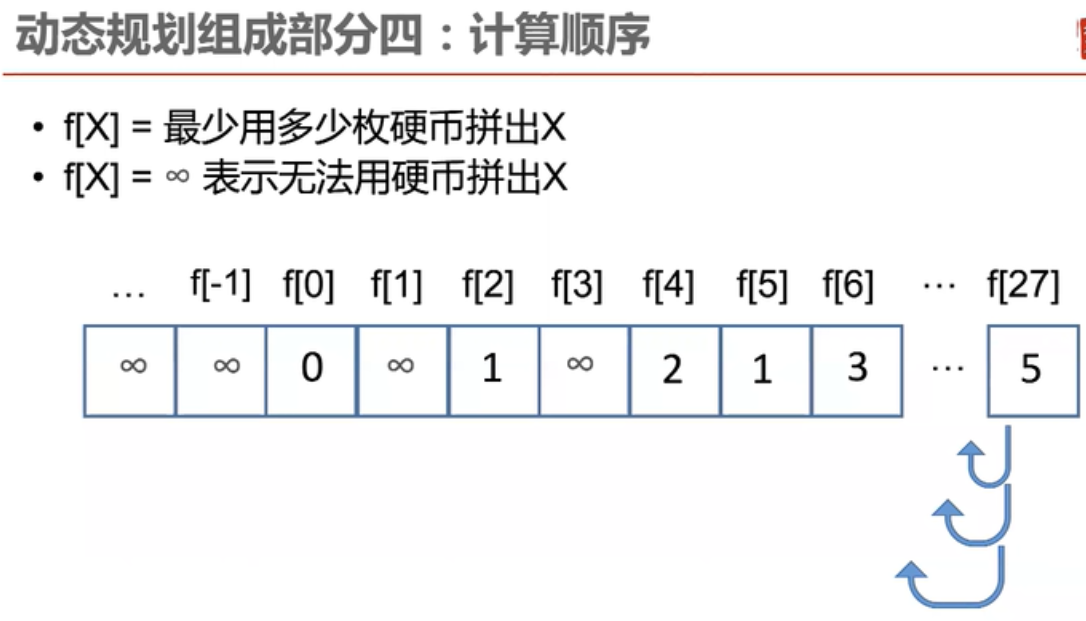 动态规划组成部分四：计算顺序
• f[X] = 最少用多少枚硬币拼出X
• f[X] = ∞ 表示无法用硬币拼出X
… f[-1] f[0] f[1] f[2] f[3] f[4] f[5] f[6] … f[27]
∞ ∞ 0 ∞ 1 ∞ 2 1 3 … 5